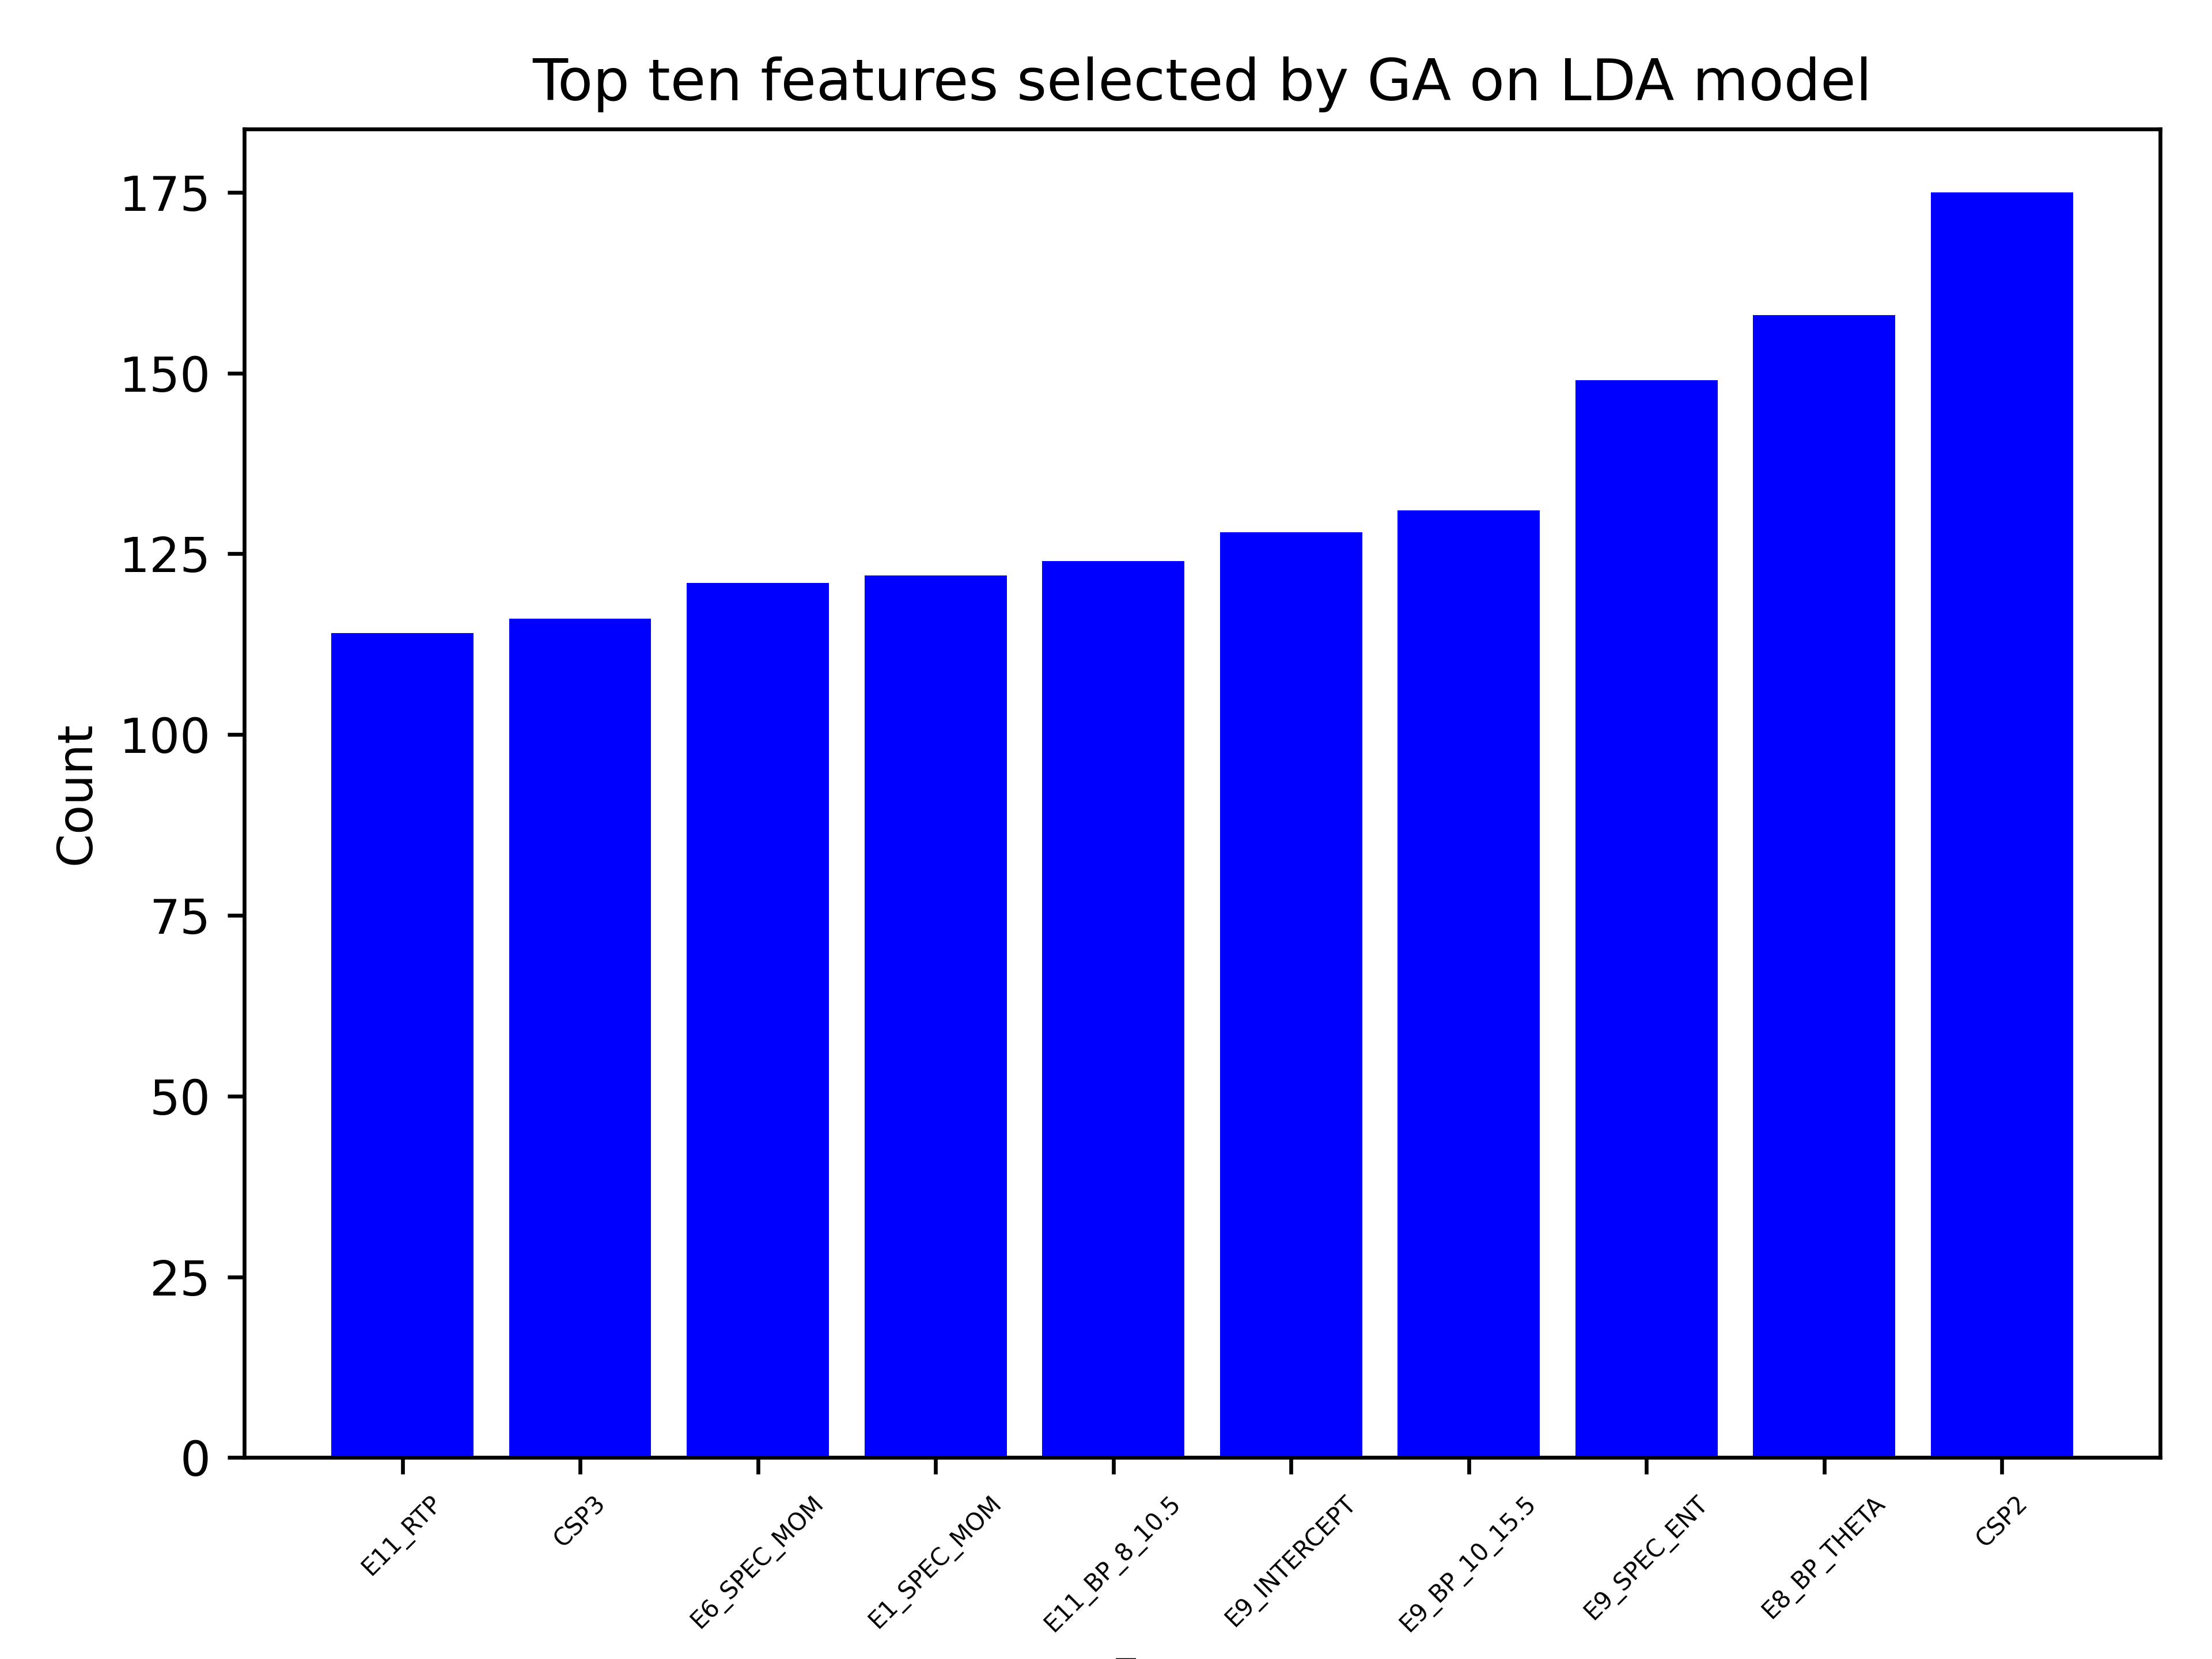 Top ten features selected by GA on LDA model
Count
175
150
125
100
75
50
25
0
E11_RTP
CSP3
E6_SPEC_MOM
E1_SPEC_MOM
E11_BP_8_10.5
E9_INTERCEPT
E9_BP_10_15.5
E9_SPEC_ENT
E8_BP_THETA
CSP2